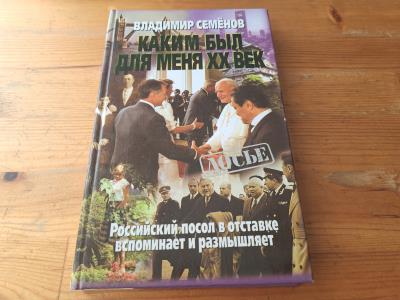 ВЛАДИМИР СЕМЁНОВ
КАКИМ БЫЛ
ДЛЯ МЕНЯ XX ВЕК
ДОСЬЕ
Российский посол в отставке
вспоминает и размышляет